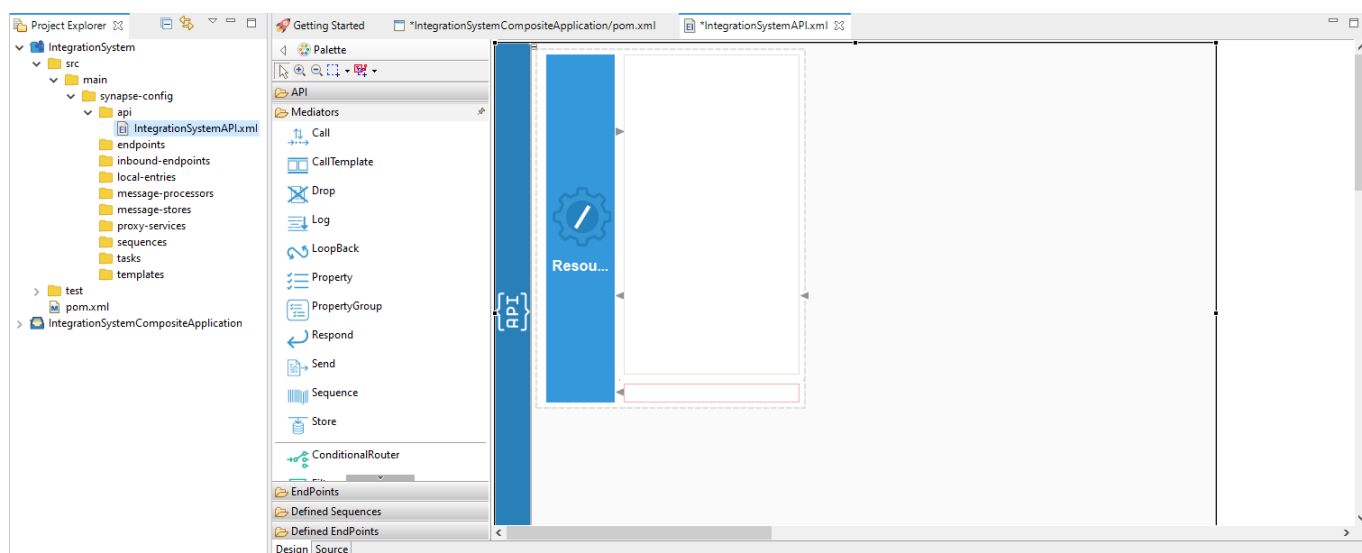 Project Explorer
IntegrationSystem
src
main
synapse-config
api
IntegrationSystemAPI.xml
endpoints
inbound-endpoints
local-entries
message-processors
message-stores
proxy-services
sequences
tasks
templates
test
pom.xml
IntegrationSystemCompositeApplication
Getting Started
*IntegrationSystemCompositeApplication/pom.xml
*IntegrationSystemAPI.xml
Palette
API
Mediators
Call
CallTemplate
Drop
Log
LoopBack
Property
PropertyGroup
Respond
Send
Sequence
Store
ConditionalRouter
EndPoints
Defined Sequences
Defined EndPoints
Design
Source
{API}
Resou...